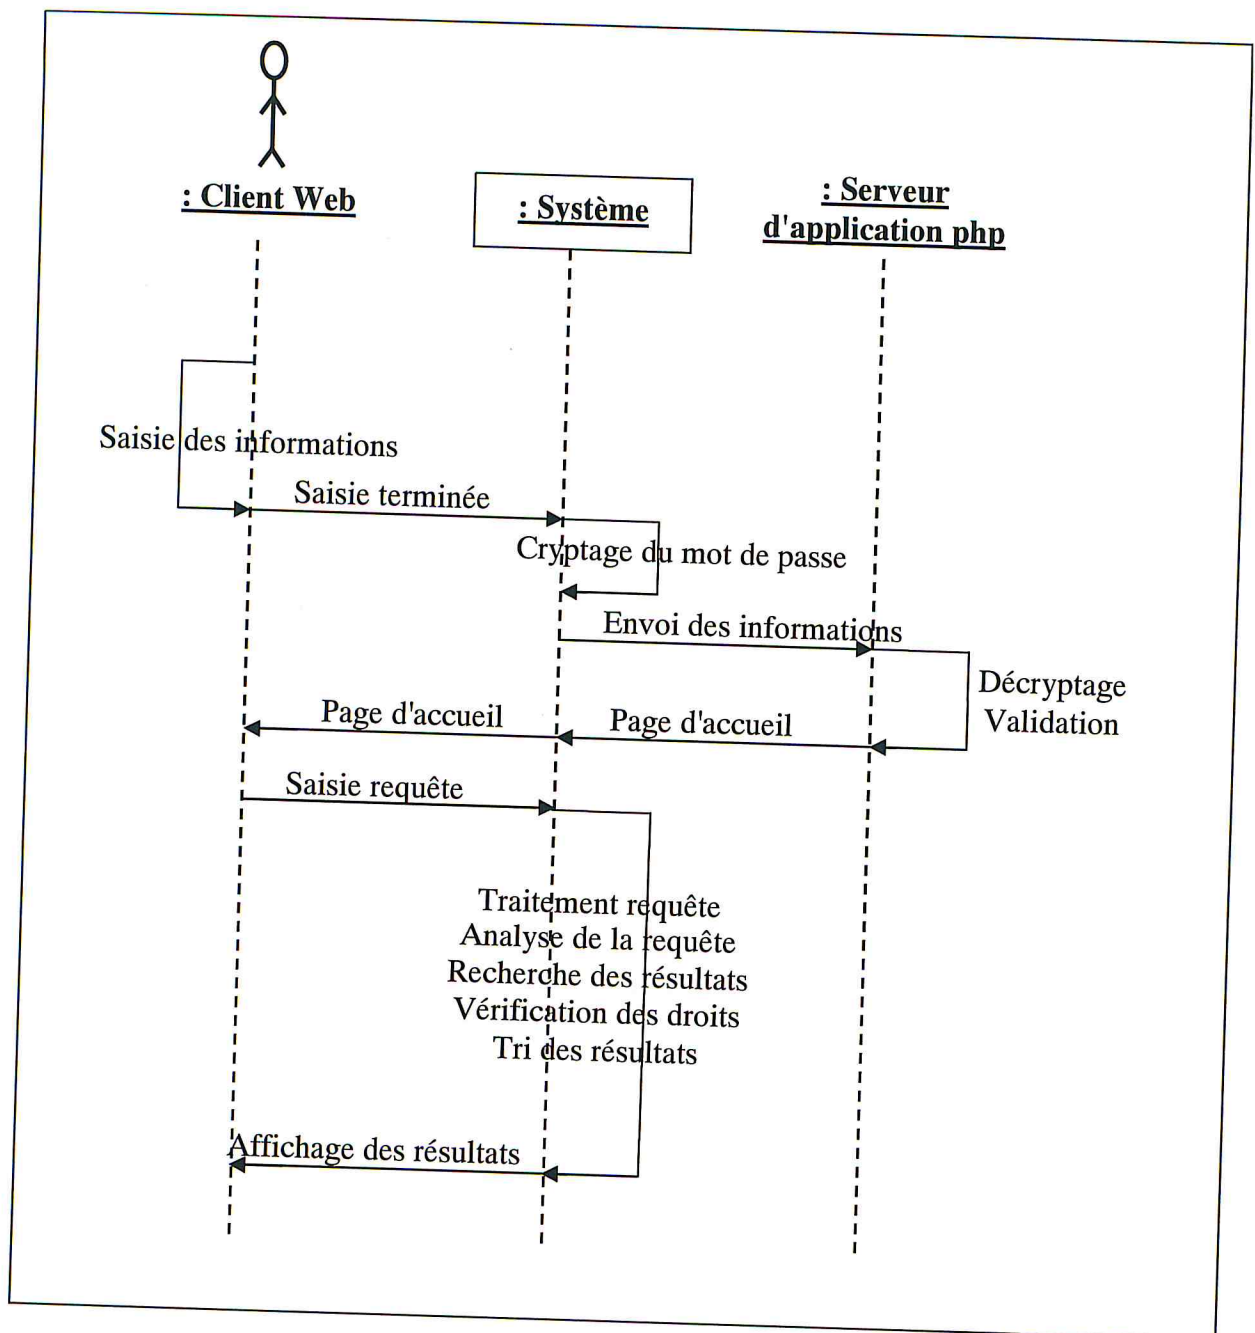 : Client Web
: Système
: Serveur
d'application php
Saisie des informations
Saisie terminée
Cryptage du mot de passe
Envoi des informations
Décryptage
Validation
Page d'accueil
Page d'accueil
Saisie requête
Traitement requête
Analyse de la requête
Recherche des résultats
Vérification des droits
Tri des résultats
Affichage des résultats